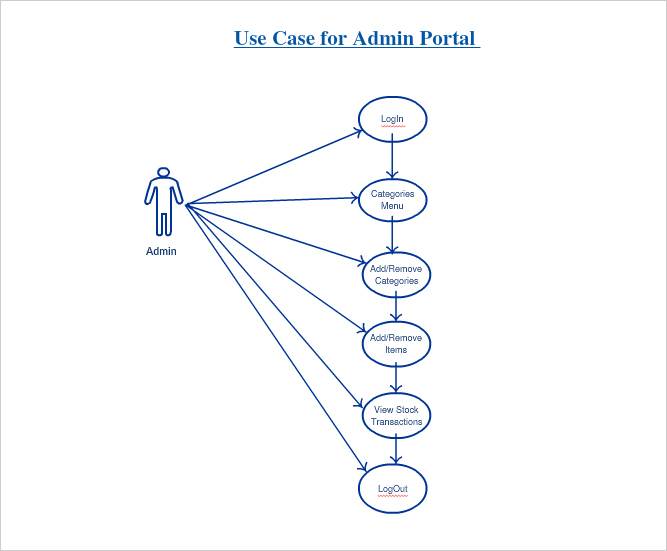 Use Case for Admin Portal
LogIn
Categories
Menu
Admin
Add/Remove
Categories
Add/Remove
Items
View Stock
Transactions
LogOut